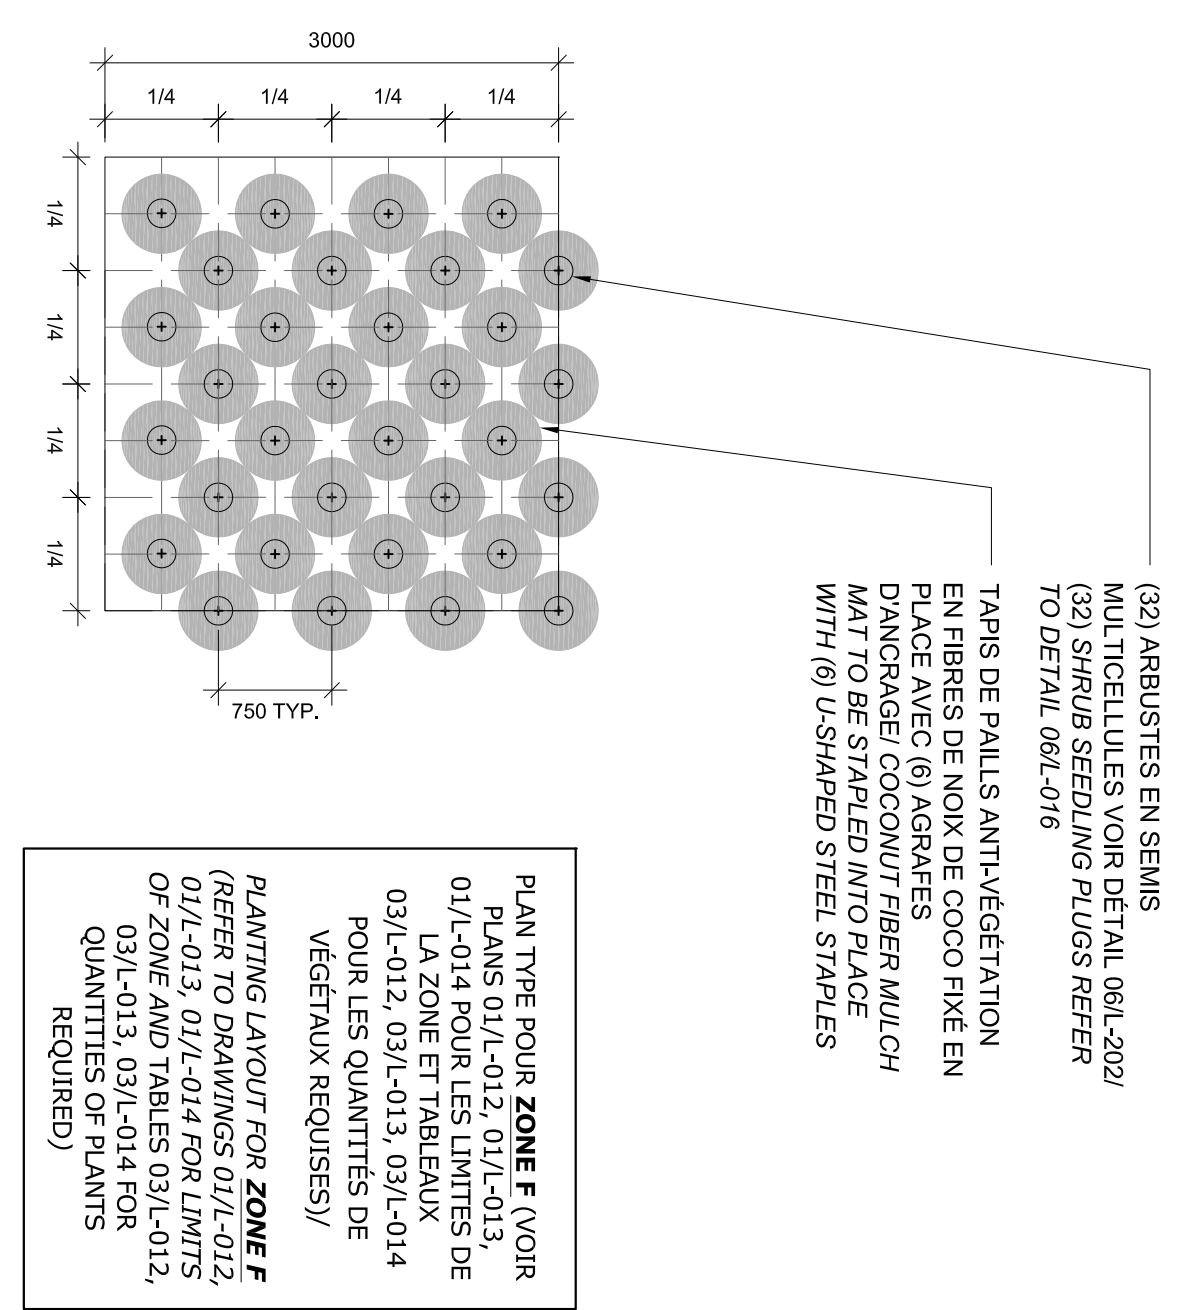 3000
1/4
1/4
1/4
1/4
1/4
1/4
1/4
1/4
750 TYP.
(32) ARBUSTES EN SEMIS
MULTICELLULES VOIR DÉTAIL 06/L-202/
(32) SHRUB SEEDLING PLUGS REFER
TO DETAIL 06/L-016
TAPIS DE PAILLS ANTI-VÉGÉTATION
EN FIBRES DE NOIX DE COCO FIXÉ EN
PLACE AVEC (6) AGRAFES
D'ANCRAGE/ COCONUT FIBER MULCH
MAT TO BE STAPLED INTO PLACE
WITH (6) U-SHAPED STEEL STAPLES
PLAN TYPE POUR ZONE F (VOIR
PLANS 01/L-012, 01/L-013,
01/L-014 POUR LES LIMITES DE
LA ZONE ET TABLEAUX
03/L-012, 03/L-013, 03/L-014
POUR LES QUANTITÉS DE
VÉGÉTAUX REQUISES)/
PLANTING LAYOUT FOR ZONE F
(REFER TO DRAWINGS 01/L-012,
01/L-013, 01/L-014 FOR LIMITS
OF ZONE AND TABLES 03/L-012,
03/L-013, 03/L-014 FOR
QUANTITIES OF PLANTS
REQUIRED)